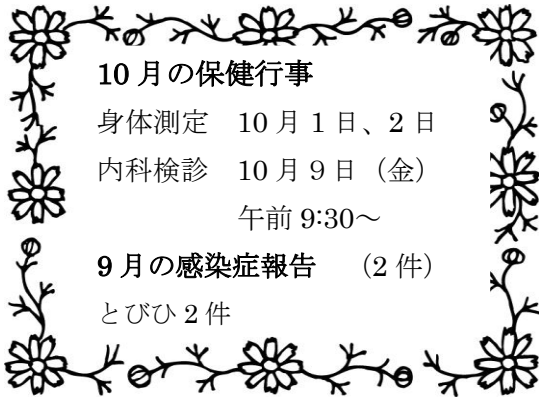 10月の保健行事
身体測定　10月1日、2日
内科検診　10月９日（金）
午前 9:30～
9月の感染症報告　（2件）
とびひ 2件